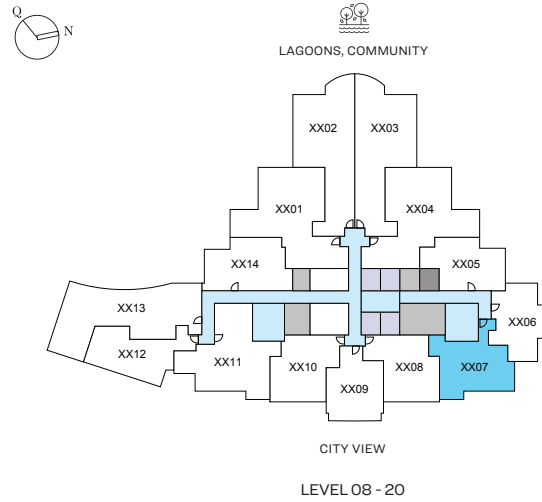 Q
N
LAGOONS, COMMUNITY
XX02
XX03
XX01
XX04
XX14
XX05
XX13
XX06
XX12
XX11
XX10
XX08
XX07
XX09
CITY VIEW
LEVEL 08 - 20